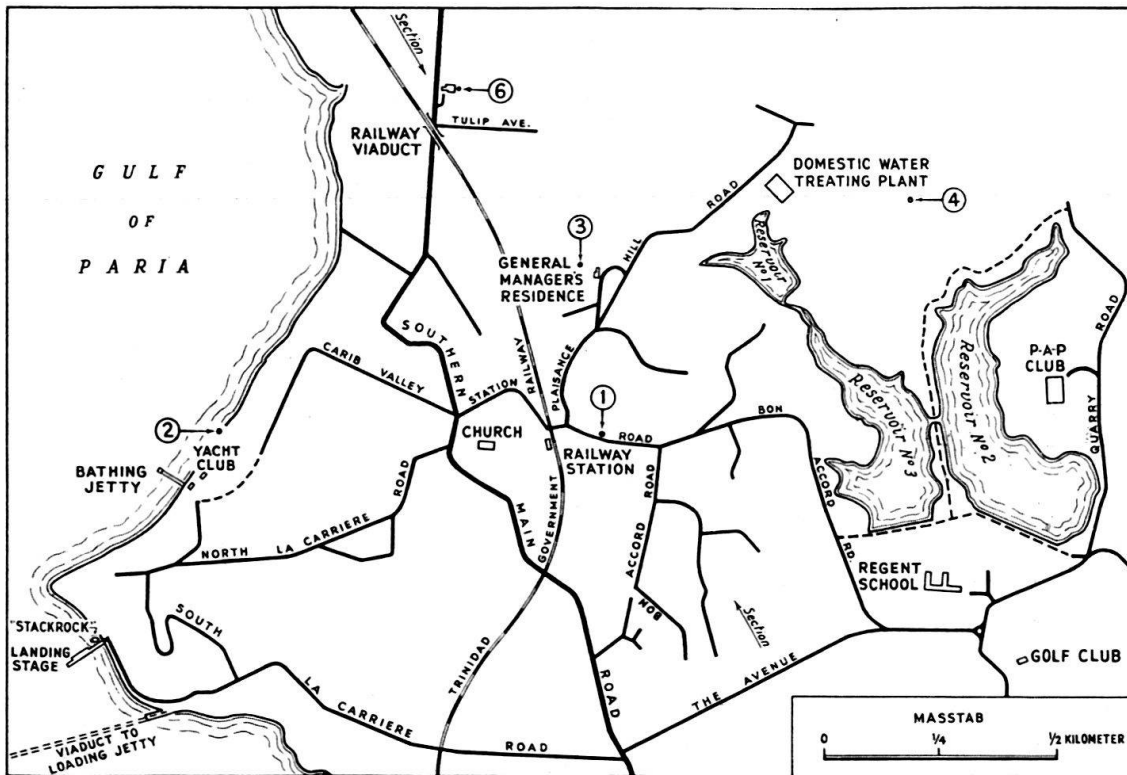 Section
6
TULIP AVE.
RAILWAY
VIADUCT
GULF
OF
PARIA
DOMESTIC WATER
TREATING PLANT
4
3
ROAD
HILL
PLAISANCE
GENERAL
MANAGER'S
RESIDENCE
Reservoir
No 1
Reservoir No 3
Reservoir No 2
P-A-P
CLUB
QUARRY ROAD
SOUTHERN
MAIN
ROAD
CARIB
VALLEY
STATION
ROAD
RAILWAY
1
CHURCH
RAILWAY
STATION
BON
ACCORD
RD.
2
YACHT
CLUB
BATHING
JETTY
NORTH LA CARRIERE ROAD
TRINIDAD GOVERNMENT
BON
ACCORD ROAD
REGENT
SCHOOL
Section
"STACKROCK"
LANDING
STAGE
SOUTH
LA CARRIERE ROAD
THE AVENUE
GOLF CLUB
VIADUCT TO
LOADING JETTY
MASSTAB
0 1/4 1/2 KILOMETER